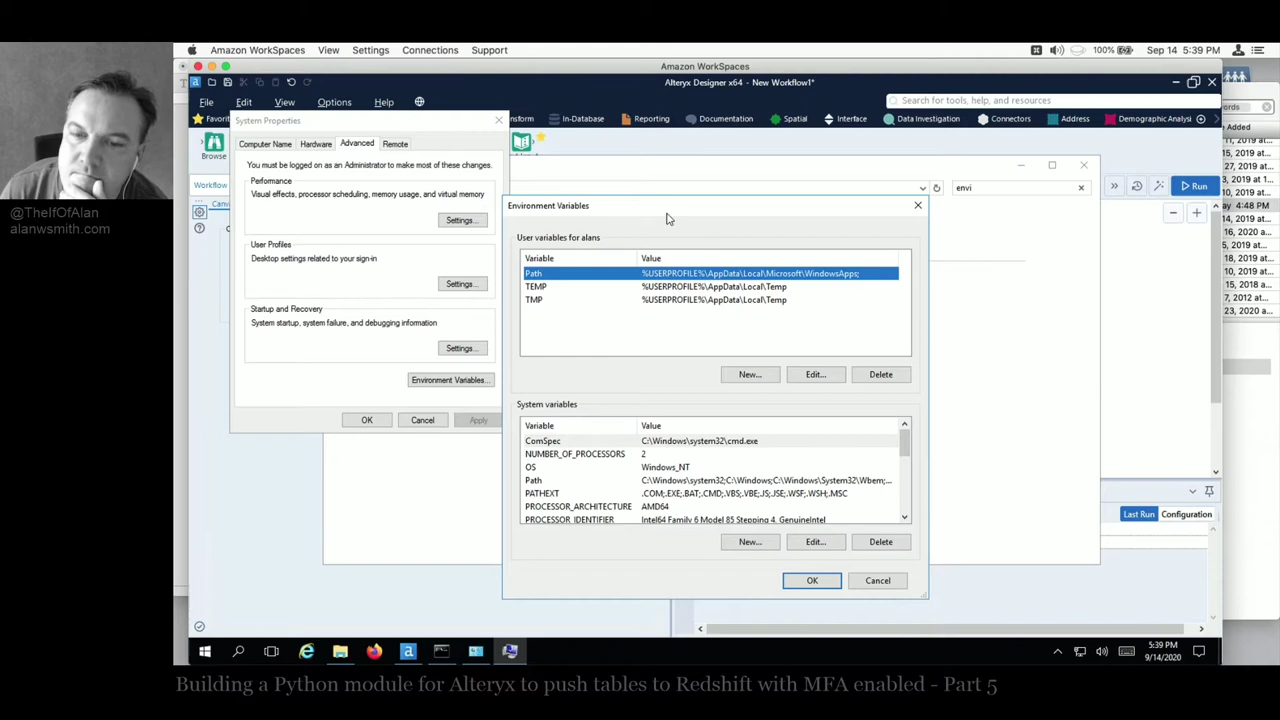 Amazon WorkSpaces View Settings Connections Support
100% Sep 14 5:39 PM
Amazon WorkSpaces
Alteryx Designer x64 - New Workflow1*
File Edit View Options Help
Search for tools, help, and resources
In-Database Reporting Documentation Spatial Interface Data Investigation Connectors Address
Browse
System Properties
Computer Name Hardware Advanced Remote
You must be logged on as an Administrator to make most of these changes.
Performance
Visual effects, processor scheduling, memory usage, and virtual memory
Settings...
User Profiles
Desktop settings related to your sign-in
Settings...
Startup and Recovery
System startup, system failure, and debugging information
Settings...
Environment Variables...
OK Cancel Apply
envi
Run
Environment Variables
User variables for alans
Variable Value
Path %USERPROFILE%\AppData\Local\Microsoft\WindowsApps;
TEMP %USERPROFILE%\AppData\Local\Temp
TMP %USERPROFILE%\AppData\Local\Temp
New... Edit... Delete
System variables
Variable Value
ComSpec C:\Windows\system32\cmd.exe
NUMBER_OF_PROCESSORS 2
OS Windows_NT
Path C:\Windows\system32;C:\Windows;C:\Windows\System32\Wbem;...
PATHEXT .COM;.EXE;.BAT;.CMD;.VBS;.VBE;.JS;.JSE;.WSF;.WSH;.MSC
PROCESSOR_ARCHITECTURE AMD64
PROCESSOR_IDENTIFIER Intel64 Family 6 Model 85 Stepping 4, GenuineIntel
New... Edit... Delete
OK Cancel
Last Run Configuration
5:39 PM
9/14/2020
@TheIfOfAlan
alanwsmith.com
Building a Python module for Alteryx to push tables to Redshift with MFA enabled - Part 5